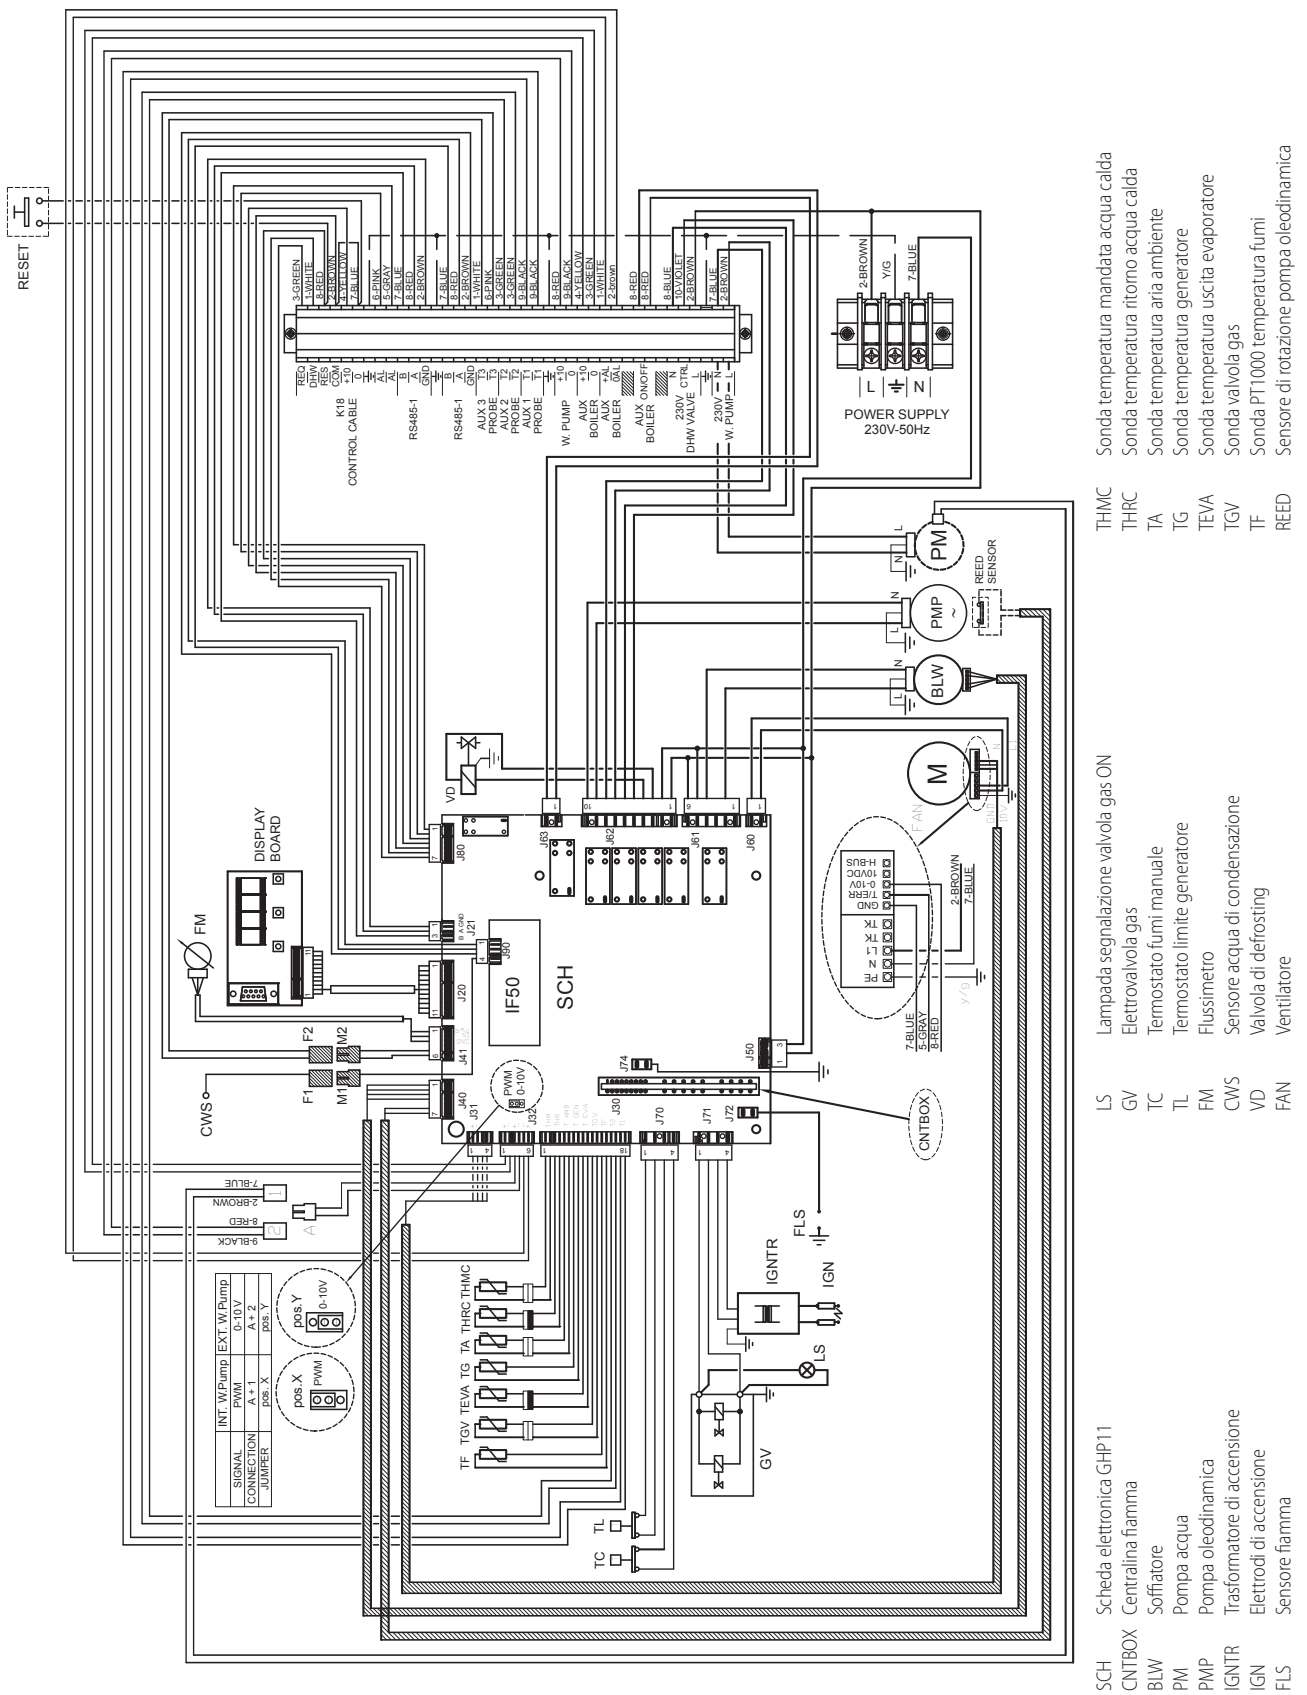 RESET
3-GREEN
1-WHITE
8-RED
2-BROWN
4-YELLOW
7-BLUE
6-PINK
5-GRAY
7-BLUE
8-RED
2-BROWN
7-BLUE
8-RED
2-BROWN
1-WHITE
6-PINK
3-GREEN
3-GREEN
9-BLACK
9-BLACK
8-RED
9-BLACK
4-YELLOW
3-GREEN
1-WHITE
2-brown
8-RED
8-RED
8-BLUE
10-VIOLET
2-BROWN
7-BLUE
2-BROWN
REQ
DHW
RES
COM
+10
0
AL
AL
B
A
GND
B
A
GND
T3
T3
T2
T2
T1
T1
+10
0
+10
0
+AL
0AL
ON/OFF
N
CTRL
L
N
L
K18
CONTROL CABLE
RS485-1
RS485-1
AUX 3
PROBE
AUX 2
PROBE
AUX 1
PROBE
W. PUMP
AUX
BOILER
AUX
BOILER
AUX
BOILER
230V
DHW VALVE
230V
W. PUMP
2-BROWN
Y/G
7-BLUE
L
N
POWER SUPPLY
230V-50Hz
DISPLAY
BOARD
11
1
FM
F2
M2
F1
M1
CWS
VD
J80
J21
B A GND
J90
J20
J41
J40
J31
J32
J30
J74
J50
J70
J71
J72
J63
J62
J61
J60
IF50
SCH
PWM
0-10V
CNTBOX
THM
THR
T. AMB
T. GEN
T. EVA
TGV
TF
T2
T1
PM
L
N
PMP
~
L
N
REED
SENSOR
BLW
L
N
M
FAN
N
L1
GND
10V
H-BUS
10VDC
0-10V
T/ERR
GND
TK
TK
L1
N
PE
y/g
7-BLUE
5-GRAY
8-RED
2-BROWN
7-BLUE
7-BLUE
2-BROWN
8-RED
9-BLACK
1
2
A
INT. W.Pump EXT. W.Pump
SIGNAL PWM 0-10 V
CONNECTION A + 1 A + 2
JUMPER pos. X pos. Y
pos.X
PWM
pos.Y
0-10V
THMC
THRC
TA
TG
TEVA
TGV
TF
TL
TC
GV
LS
IGN
IGNTR
FLS
SCH Scheda elettronica GHP11
CNTBOX Centralina fiamma
BLW Soffiatore
PM Pompa acqua
PMP Pompa oleodinamica
IGNTR Trasformatore di accensione
IGN Elettrodi di accensione
FLS Sensore fiamma
LS Lampada segnalazione valvola gas ON
GV Elettrovalvola gas
TC Termostato fumi manuale
TL Termostato limite generatore
FM Flussimetro
CWS Sensore acqua di condensazione
VD Valvola di defrosting
FAN Ventilatore
THMC Sonda temperatura mandata acqua calda
THRC Sonda temperatura ritorno acqua calda
TA Sonda temperatura aria ambiente
TG Sonda temperatura generatore
TEVA Sonda temperatura uscita evaporatore
TGV Sonda valvola gas
TF Sonda PT1000 temperatura fumi
REED Sensore di rotazione pompa oleodinamica